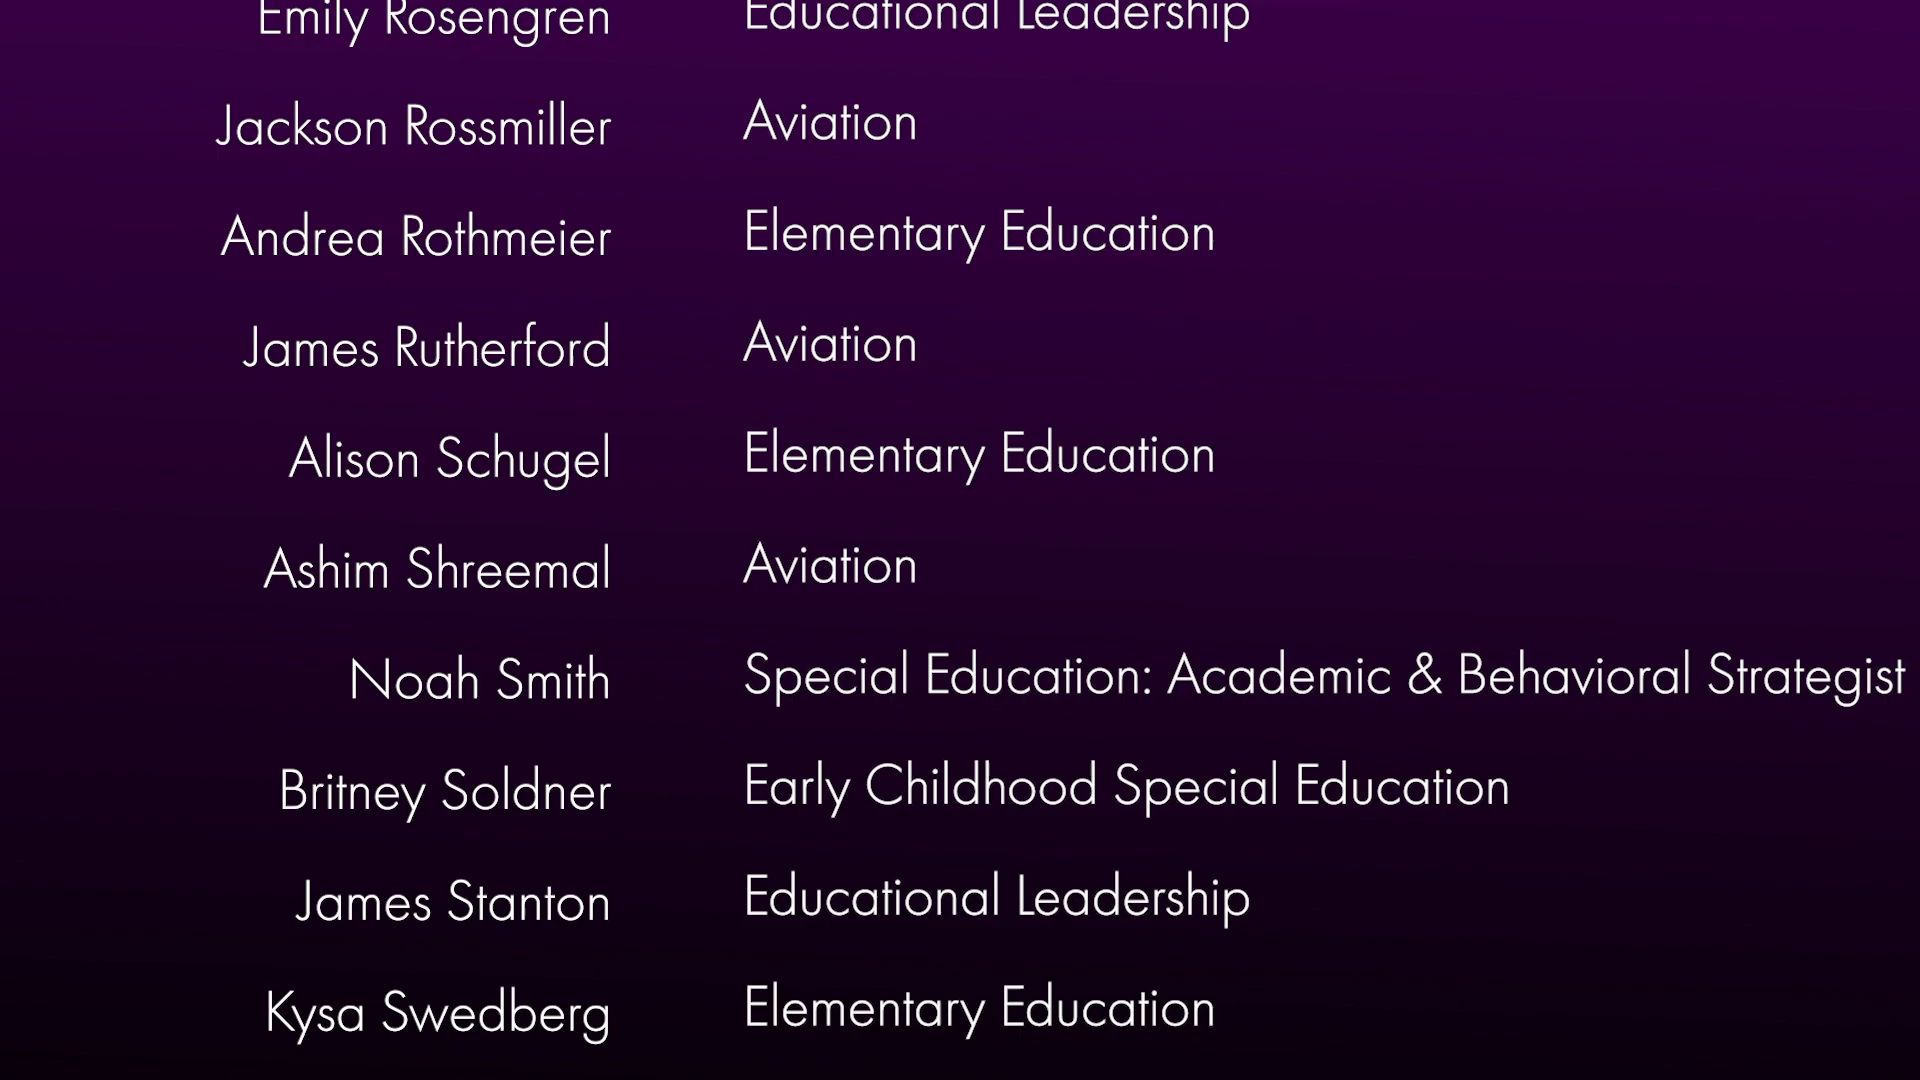 Emily Rosengren Educational Leadership
Jackson Rossmiller Aviation
Andrea Rothmeier Elementary Education
James Rutherford Aviation
Alison Schugel Elementary Education
Ashim Shreemal Aviation
Noah Smith Special Education: Academic & Behavioral Strategist
Britney Soldner Early Childhood Special Education
James Stanton Educational Leadership
Kysa Swedberg Elementary Education